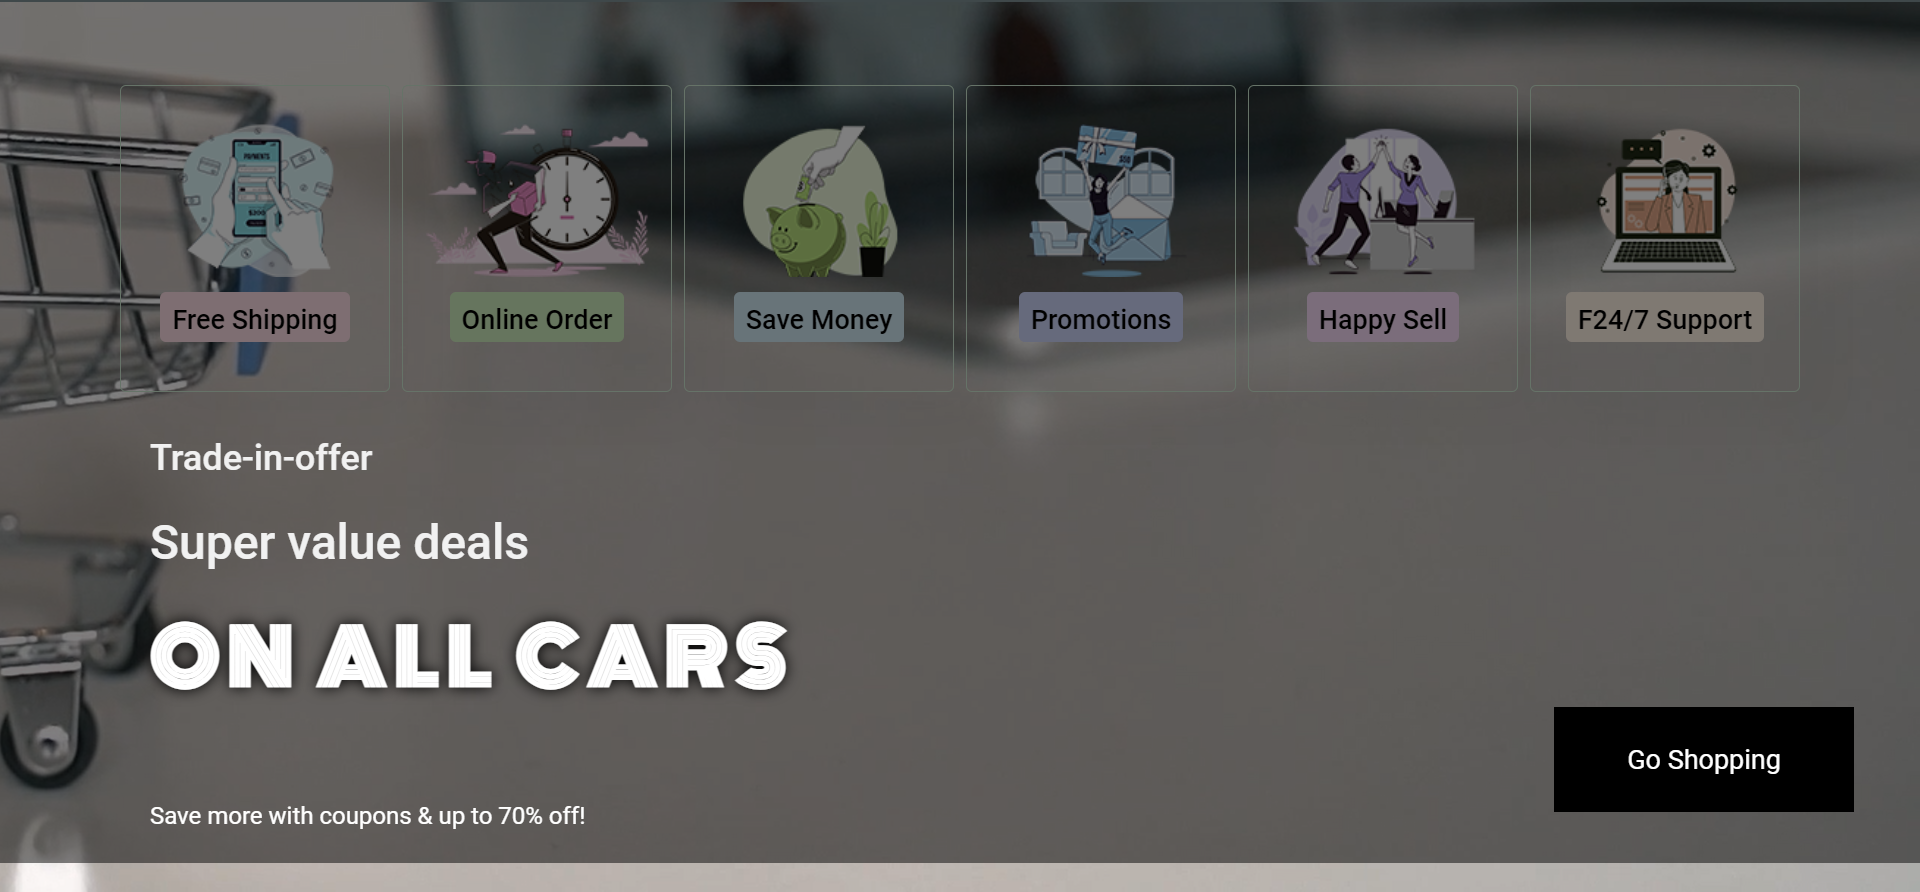 PAYMENTS
Free Shipping
Online Order
Save Money
Promotions
Happy Sell
F24/7 Support
Trade-in-offer
Super value deals
ON ALL CARS
Go Shopping
Save more with coupons & up to 70% off!